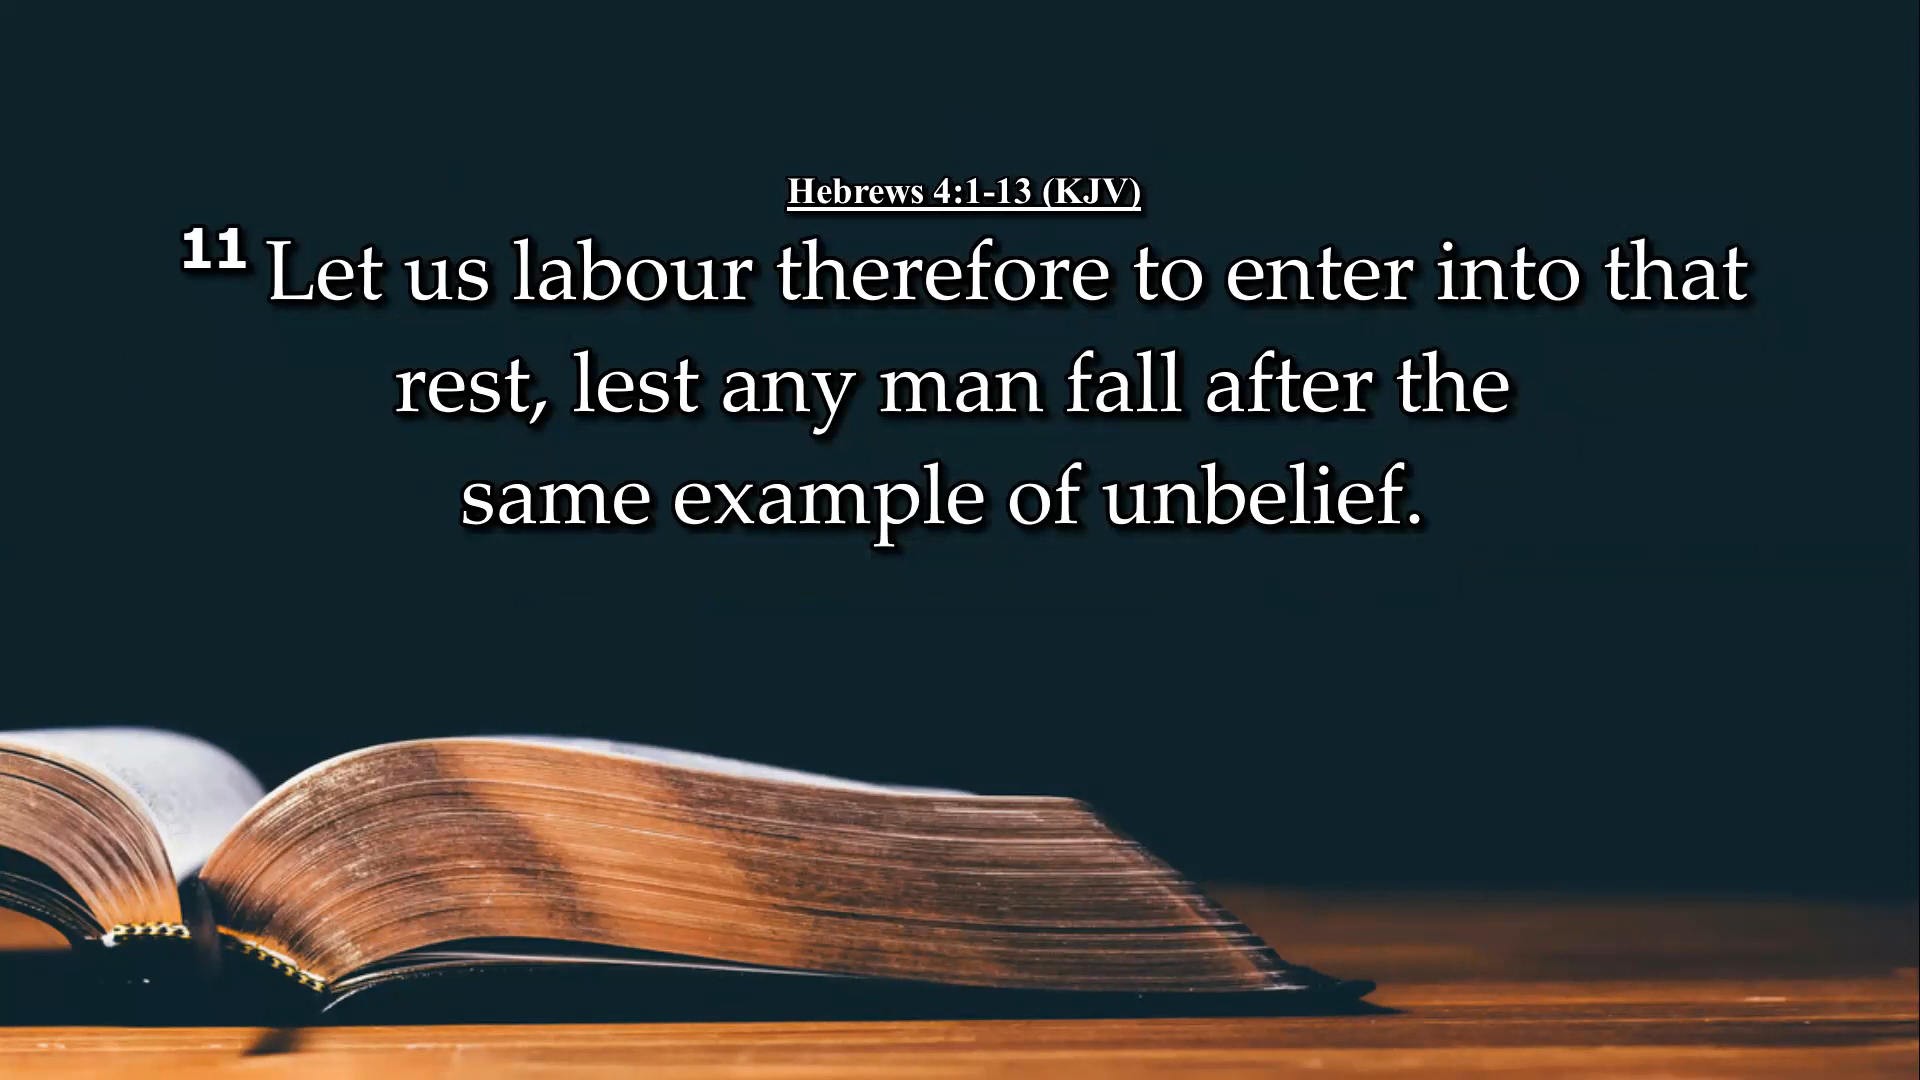 Hebrews 4:1-13 (KJV)
11 Let us labour therefore to enter into that
rest, lest any man fall after the
same example of unbelief.